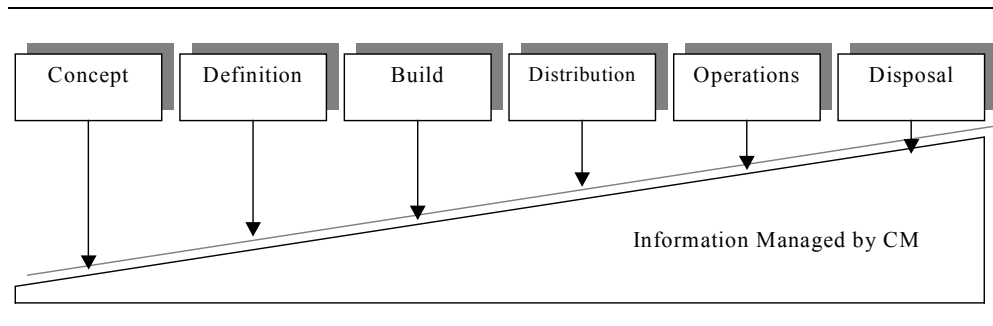 Concept
Definition
Build
Distribution
Operations
Disposal
Information Managed by CM